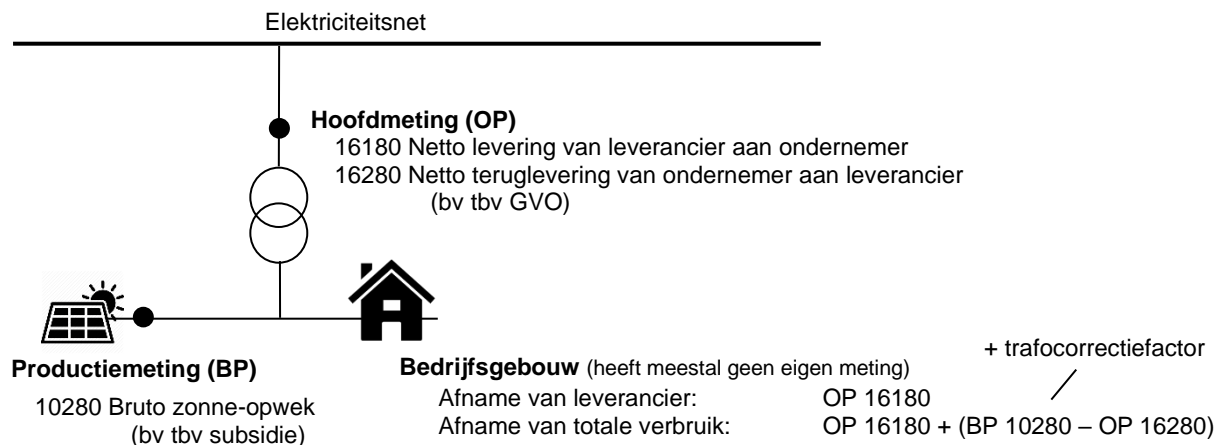 Elektriciteitsnet
Hoofdmeting (OP)
16180 Netto levering van leverancier aan ondernemer
16280 Netto teruglevering van ondernemer aan leverancier
(bv tbv GVO)
+ trafocorrectiefactor
Productiemeting (BP)
10280 Bruto zonne-opwek
(bv tbv subsidie)
Bedrijfsgebouw (heeft meestal geen eigen meting)
Afname van leverancier: OP 16180
Afname van totale verbruik: OP 16180 + (BP 10280 – OP 16280)